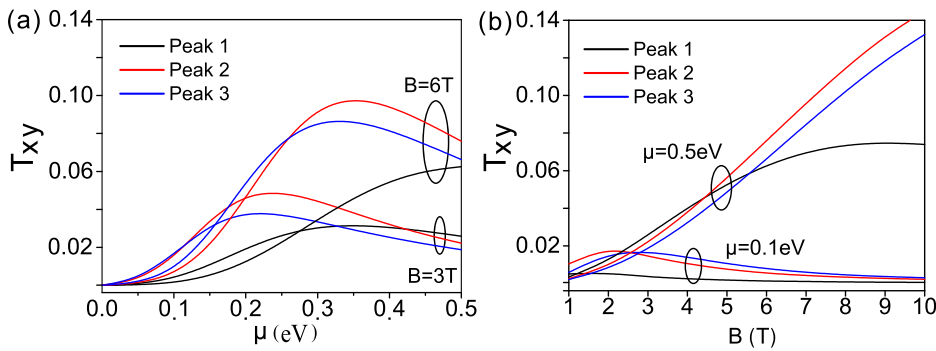 (a)
0.14
0.10
0.06
0.02
Txy
Peak 1
Peak 2
Peak 3
B=6T
B=3T
0.0 0.1 0.2 0.3 0.4 0.5
μ (eV)
(b)
0.14
0.10
0.06
0.02
Txy
Peak 1
Peak 2
Peak 3
μ=0.5eV
μ=0.1eV
1 2 3 4 5 6 7 8 9 10
B (T)